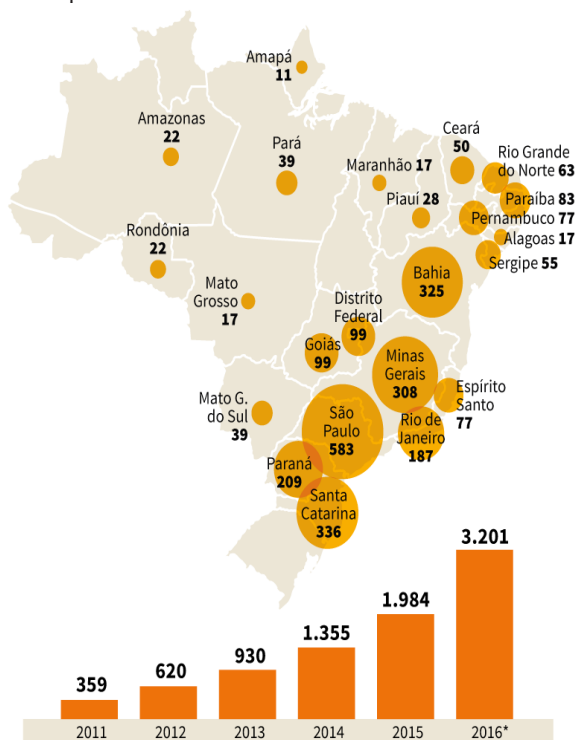 Amapá
11
Amazonas
22
Pará
39
Ceará
50
Maranhão 17
Rio Grande
do Norte 63
Piauí 28
Paraíba 83
Pernambuco 77
Alagoas 17
Sergipe 55
Rondônia
22
Mato
Grosso
17
Bahia
325
Distrito
Federal
99
Goiás
99
Minas
Gerais
308
Espírito
Santo
77
Mato G.
do Sul
39
São
Paulo
583
Rio de
Janeiro
187
Paraná
209
Santa
Catarina
336
359
620
930
1.355
1.984
3.201
2011
2012
2013
2014
2015
2016*